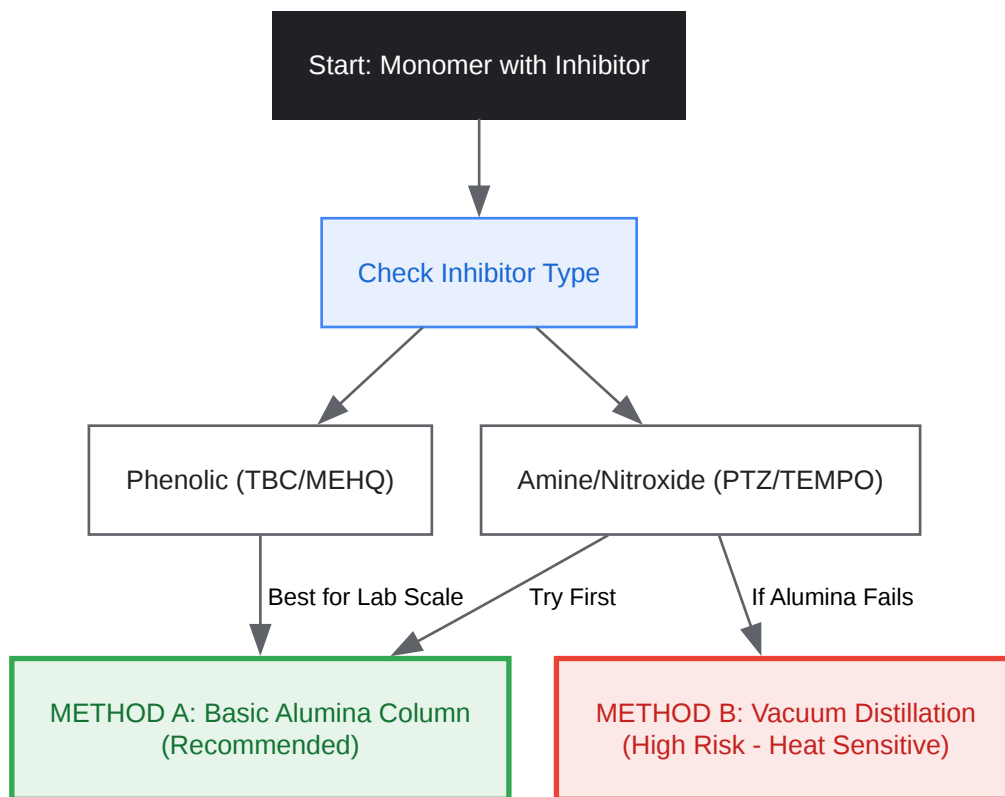 Start: Monomer with Inhibitor
Check Inhibitor Type
Phenolic (TBC/MEHQ)
Amine/Nitroxide (PTZ/TEMPO)
Best for Lab Scale
Try First
If Alumina Fails
METHOD A: Basic Alumina Column
(Recommended)
METHOD B: Vacuum Distillation
(High Risk - Heat Sensitive)